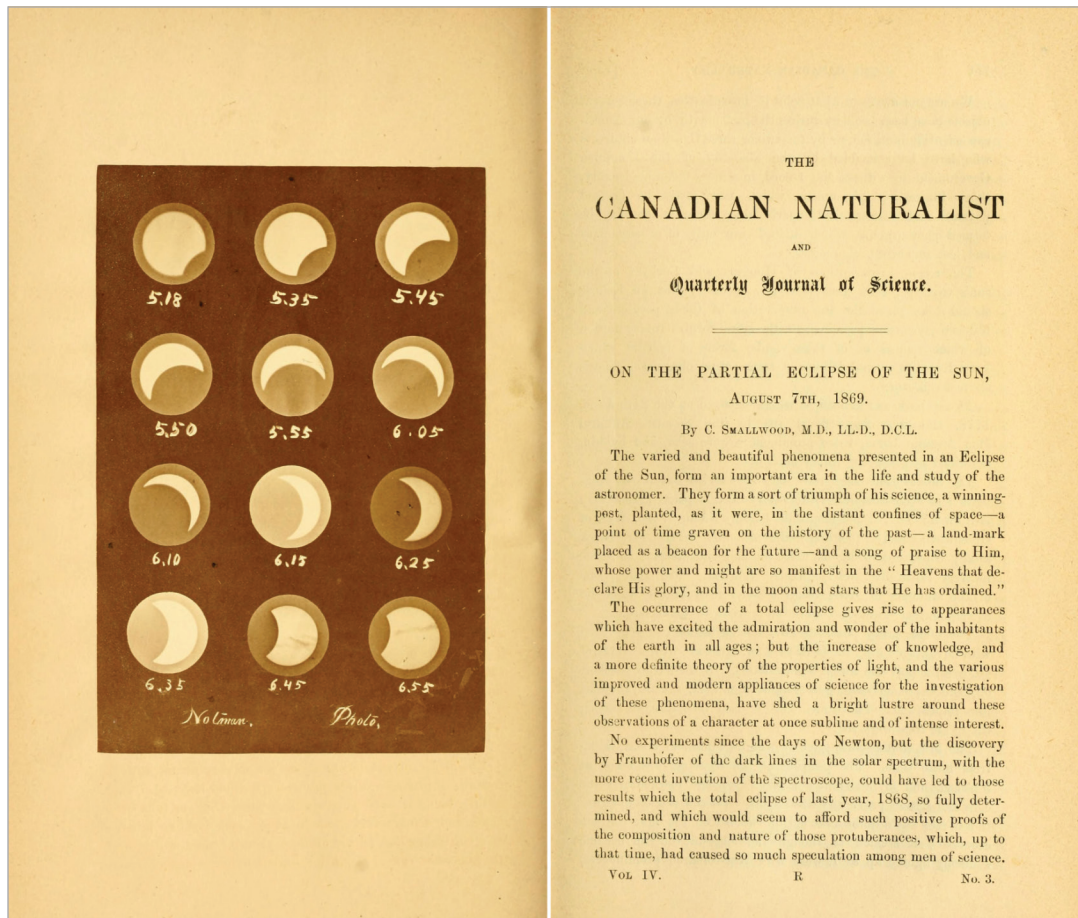 5.18 5.35 5.45
5.50 5.55 6.05
6.10 6.15 6.25
6.35 6.45 6.55
Notman. Photo.
THE
CANADIAN NATURALIST
AND
Quarterly Journal of Science.
ON THE PARTIAL ECLIPSE OF THE SUN,
August 7th, 1869.
By C. Smallwood, M.D., LL.D., D.C.L.
The varied and beautiful phenomena presented in an Eclipse
of the Sun, form an important era in the life and study of the
astronomer. They form a sort of triumph of his science, a winning-
post, planted, as it were, in the distant confines of space—a
point of time graven on the history of the past—a land-mark
placed as a beacon for the future—and a song of praise to Him,
whose power and might are so manifest in the “ Heavens that de-
clare His glory, and in the moon and stars that He has ordained.”
The occurrence of a total eclipse gives rise to appearances
which have excited the admiration and wonder of the inhabitants
of the earth in all ages; but the increase of knowledge, and
a more definite theory of the properties of light, and the various
improved and modern appliances of science for the investigation
of these phenomena, have shed a bright lustre around these
observations of a character at once sublime and of intense interest.
No experiments since the days of Newton, but the discovery
by Fraunhofer of the dark lines in the solar spectrum, with the
more recent invention of the spectroscope, could have led to those
results which the total eclipse of last year, 1868, so fully deter-
mined, and which would seem to afford such positive proofs of
the composition and nature of those protuberances, which, up to
that time, had caused so much speculation among men of science.
Vol IV. R No. 3.